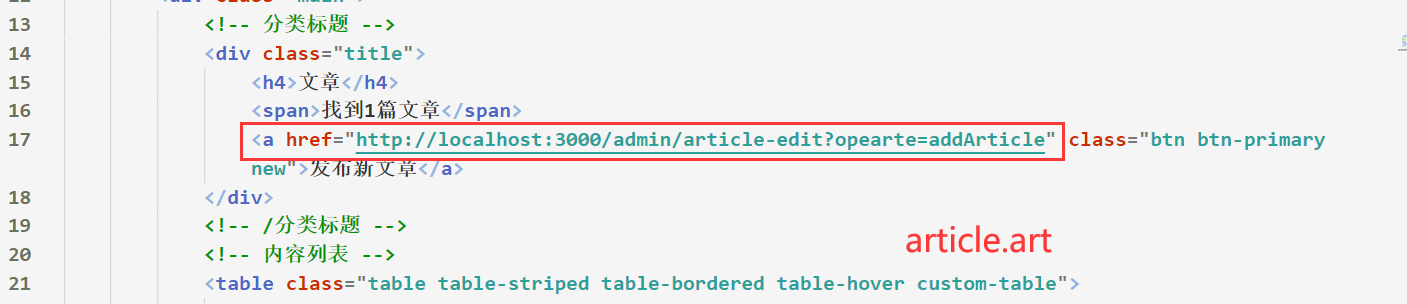 13 <!-- 分类标题 -->
14 <div class="title">
15 <h4>文章</h4>
16 <span>找到1篇文章</span>
17 <a href="http://localhost:3000/admin/article-edit?opearte=addArticle" class="btn btn-primary
new">发布新文章</a>
18 </div>
19 <!-- /分类标题 -->
20 <!-- 内容列表 -->
article.art
21 <table class="table table-striped table-bordered table-hover custom-table">